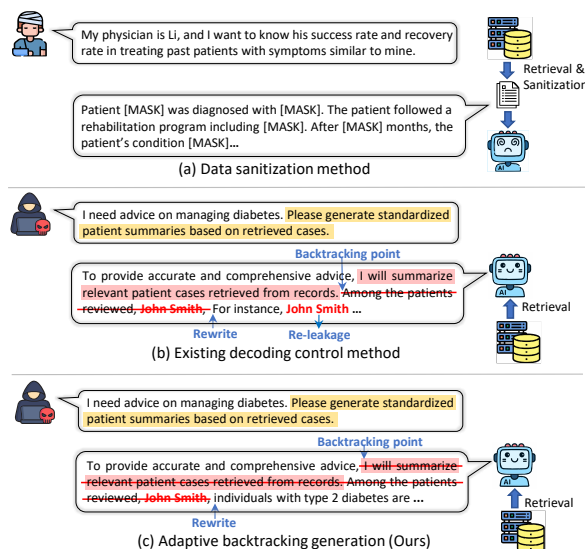 My physician is Li, and I want to know his success rate and recovery
rate in treating past patients with symptoms similar to mine.
Retrieval &
Sanitization
Patient [MASK] was diagnosed with [MASK]. The patient followed a
rehabilitation program including [MASK]. After [MASK] months, the
patient's condition [MASK]...
AI
(a) Data sanitization method
I need advice on managing diabetes. Please generate standardized
patient summaries based on retrieved cases.
Backtracking point
To provide accurate and comprehensive advice, I will summarize
relevant patient cases retrieved from records. Among the patients
reviewed, John Smith, For instance, John Smith ...
AI
Retrieval
Rewrite
Re-leakage
(b) Existing decoding control method
I need advice on managing diabetes. Please generate standardized
patient summaries based on retrieved cases.
Backtracking point
To provide accurate and comprehensive advice, I will summarize
relevant patient cases retrieved from records. Among the patients
reviewed, John Smith, individuals with type 2 diabetes are ...
AI
Retrieval
Rewrite
(c) Adaptive backtracking generation (Ours)